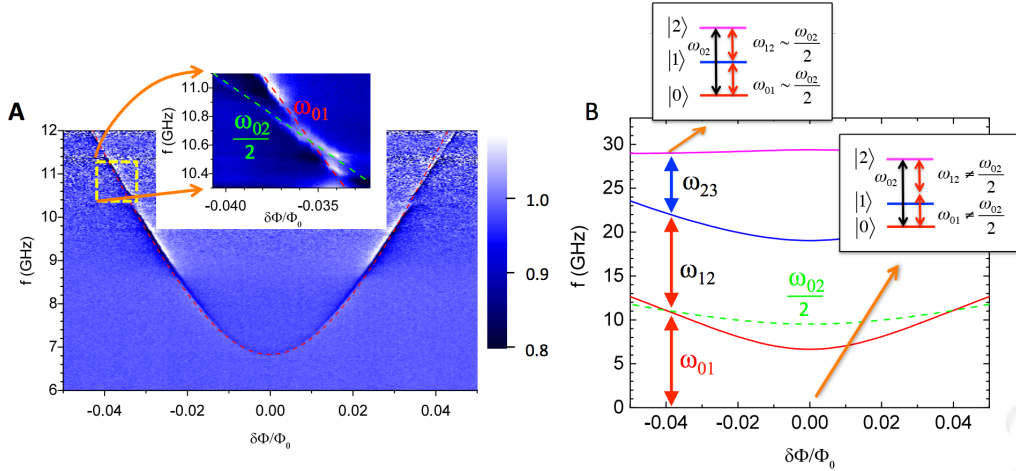 A
f (GHz)
12
11
10
9
8
7
6
-0.04
-0.02
0.00
0.02
0.04
δΦ/Φ₀
f (GHz)
11.0
10.8
10.6
10.4
-0.040
-0.035
δΦ/Φ₀
ω₀₁
ω₀₂/2
1.0
0.9
0.8
B
f (GHz)
30
25
20
15
10
5
0
-0.04
-0.02
0.00
0.02
0.04
δΦ/Φ₀
ω₂₃
ω₁₂
ω₀₁
ω₀₂/2
|2⟩
|1⟩
|0⟩
ω₀₂
ω₁₂ ~ ω₀₂/2
ω₀₁ ~ ω₀₂/2
|2⟩
|1⟩
|0⟩
ω₀₂
ω₁₂ ≠ ω₀₂/2
ω₀₁ ≠ ω₀₂/2